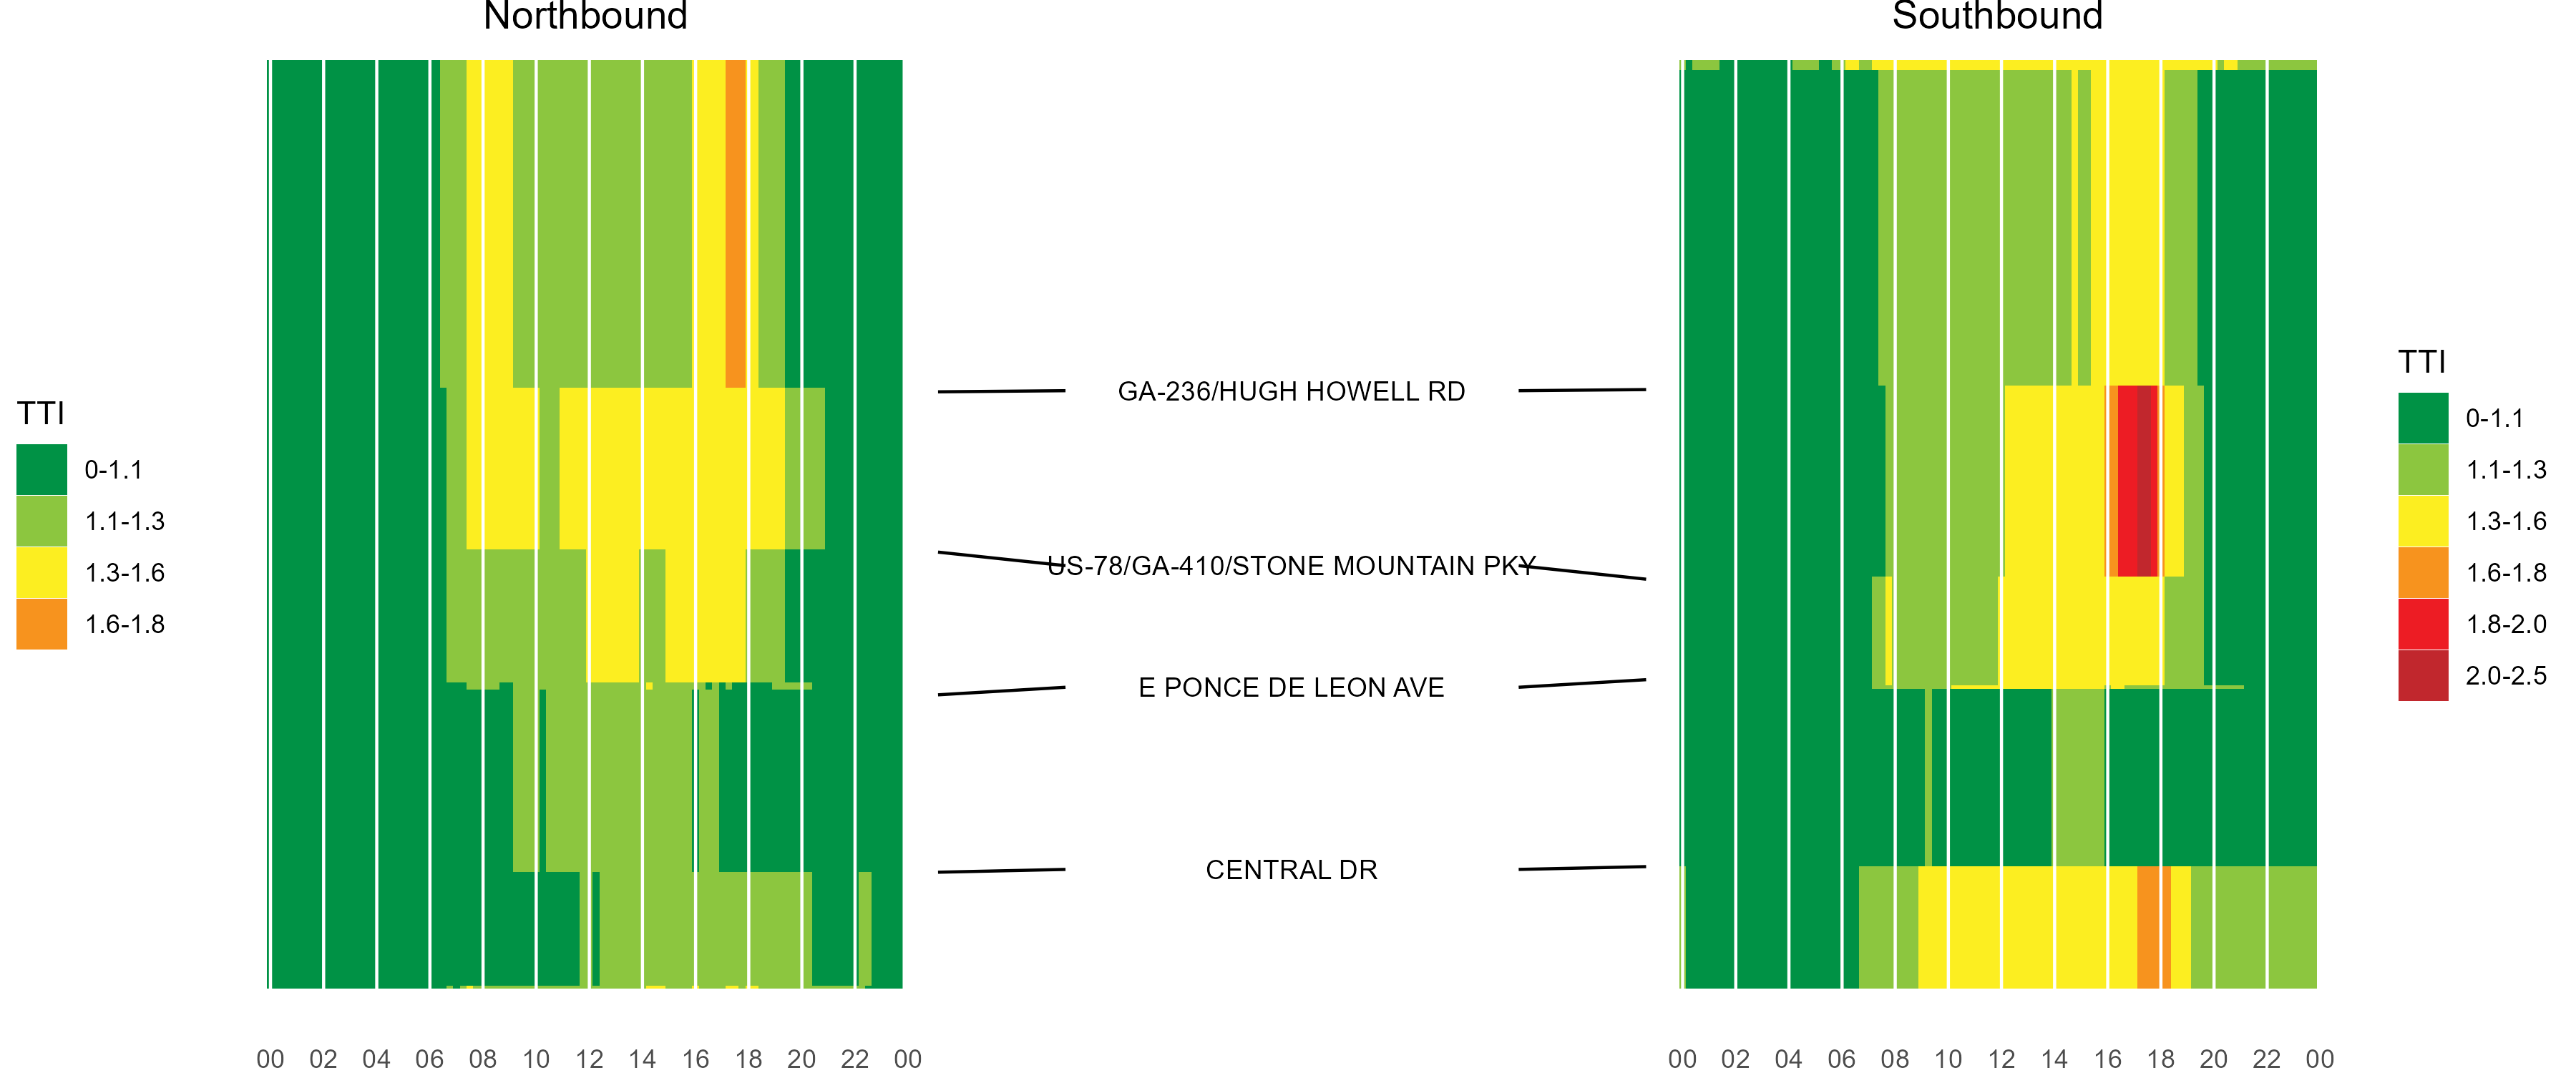 Northbound
Southbound
TTI
0-1.1
1.1-1.3
1.3-1.6
1.6-1.8
GA-236/HUGH HOWELL RD
US-78/GA-410/STONE MOUNTAIN PKY
E PONCE DE LEON AVE
CENTRAL DR
TTI
0-1.1
1.1-1.3
1.3-1.6
1.6-1.8
1.8-2.0
2.0-2.5
00 02 04 06 08 10 12 14 16 18 20 22 00
00 02 04 06 08 10 12 14 16 18 20 22 00